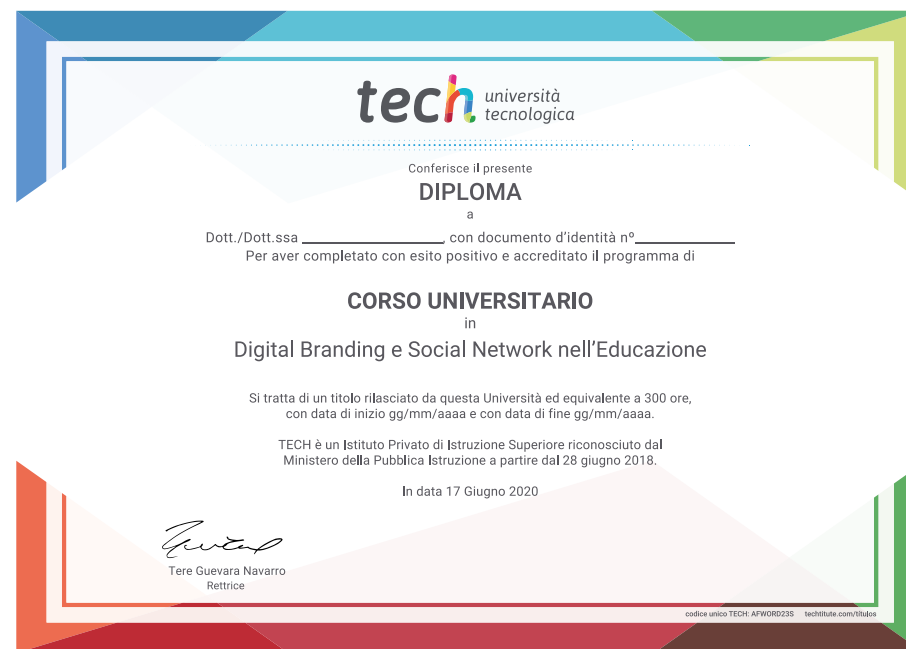 tech università
tecnologica
Conferisce il presente
DIPLOMA
a
Dott./Dott.ssa _________________, con documento d'identità nº____________
Per aver completato con esito positivo e accreditato il programma di
CORSO UNIVERSITARIO
in
Digital Branding e Social Network nell'Educazione
Si tratta di un titolo rilasciato da questa Università ed equivalente a 300 ore,
con data di inizio gg/mm/aaaa e con data di fine gg/mm/aaaa.
TECH è un Istituto Privato di Istruzione Superiore riconosciuto dal
Ministero della Pubblica Istruzione a partire dal 28 giugno 2018.
In data 17 Giugno 2020
Tere Guevara Navarro
Rettrice
codice unico TECH: AFWORD23S techtitute.com/titulos